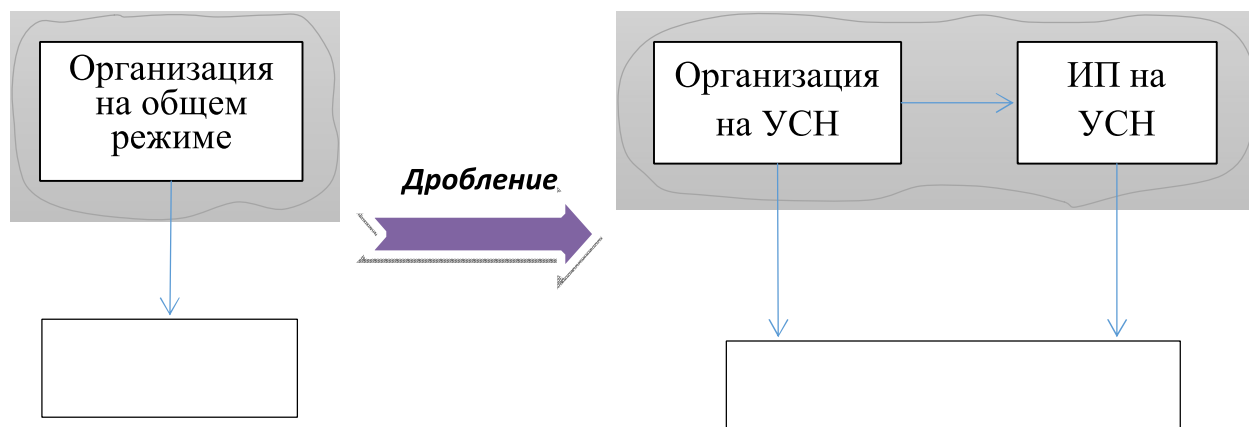 Организация
на общем
режиме
Дробление
Организация
на УСН
ИП на
УСН